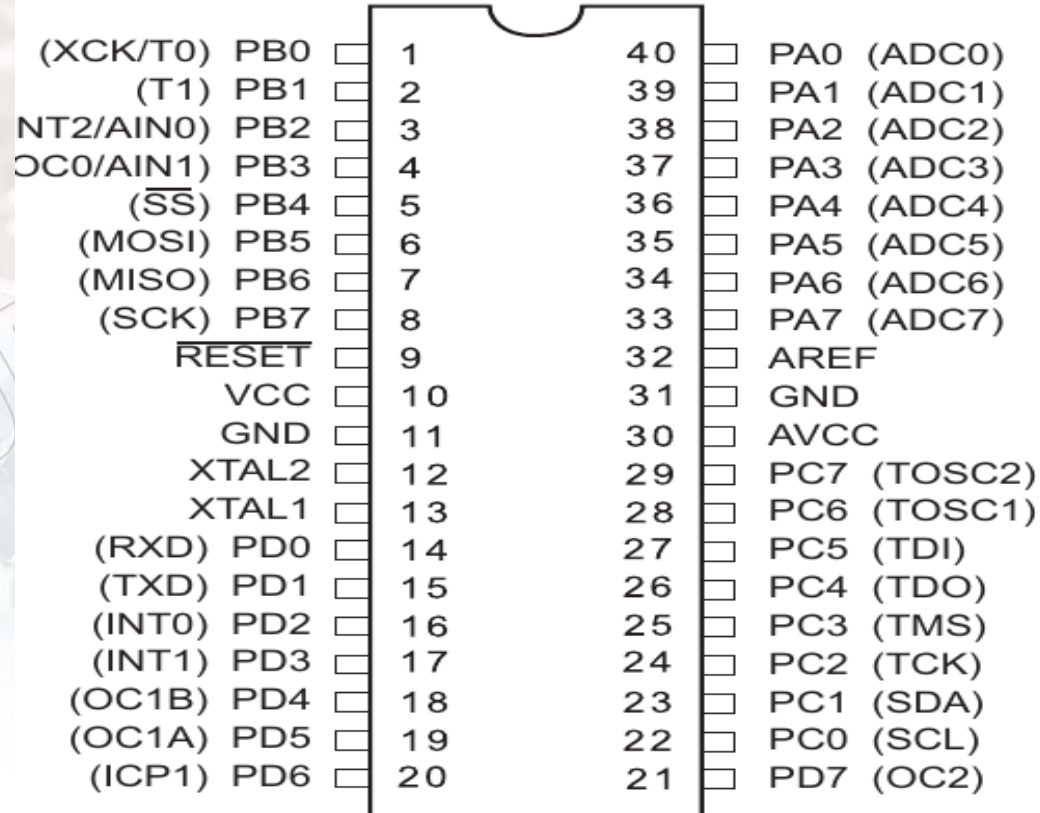 (XCK/T0) PB0 1 40 PA0 (ADC0)
(T1) PB1 2 39 PA1 (ADC1)
NT2/AIN0) PB2 3 38 PA2 (ADC2)
OC0/AIN1) PB3 4 37 PA3 (ADC3)
(S̅S̅) PB4 5 36 PA4 (ADC4)
(MOSI) PB5 6 35 PA5 (ADC5)
(MISO) PB6 7 34 PA6 (ADC6)
(SCK) PB7 8 33 PA7 (ADC7)
R̅E̅S̅E̅T̅ 9 32 AREF
VCC 10 31 GND
GND 11 30 AVCC
XTAL2 12 29 PC7 (TOSC2)
XTAL1 13 28 PC6 (TOSC1)
(RXD) PD0 14 27 PC5 (TDI)
(TXD) PD1 15 26 PC4 (TDO)
(INT0) PD2 16 25 PC3 (TMS)
(INT1) PD3 17 24 PC2 (TCK)
(OC1B) PD4 18 23 PC1 (SDA)
(OC1A) PD5 19 22 PC0 (SCL)
(ICP1) PD6 20 21 PD7 (OC2)